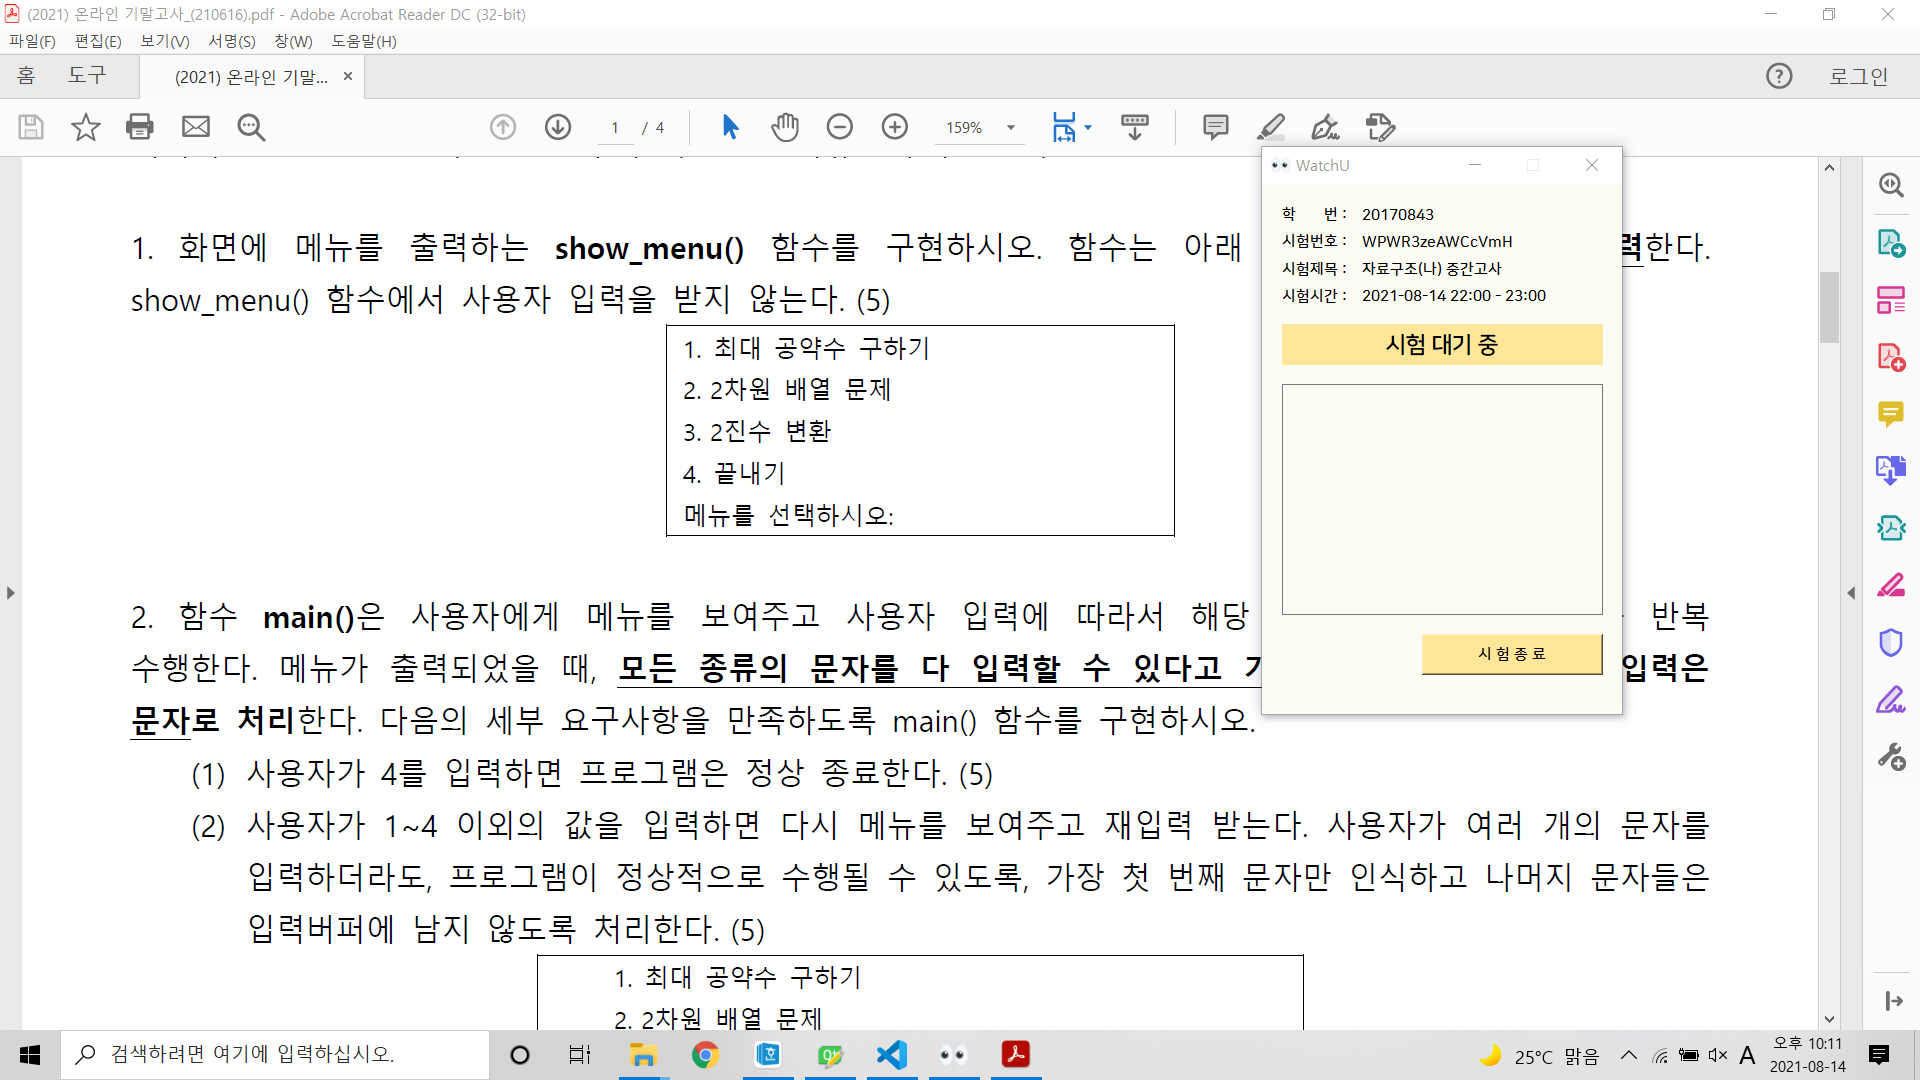 (2021) 온라인 기말고사_(210616).pdf - Adobe Acrobat Reader DC (32-bit)
파일(F) 편집(E) 보기(V) 서명(S) 창(W) 도움말(H)
홈 도구 (2021) 온라인 기말... × 로그인
1 / 4 159%
1. 화면에 메뉴를 출력하는 show_menu() 함수를 구현하시오. 함수는 아래 력한다.
show_menu() 함수에서 사용자 입력을 받지 않는다. (5)
1. 최대 공약수 구하기
2. 2차원 배열 문제
3. 2진수 변환
4. 끝내기
메뉴를 선택하시오:
2. 함수 main()은 사용자에게 메뉴를 보여주고 사용자 입력에 따라서 해당 반복
수행한다. 메뉴가 출력되었을 때, 모든 종류의 문자를 다 입력할 수 있다고 입력은
문자로 처리한다. 다음의 세부 요구사항을 만족하도록 main() 함수를 구현하시오.
(1) 사용자가 4를 입력하면 프로그램은 정상 종료한다. (5)
(2) 사용자가 1~4 이외의 값을 입력하면 다시 메뉴를 보여주고 재입력 받는다. 사용자가 여러 개의 문자를
입력하더라도, 프로그램이 정상적으로 수행될 수 있도록, 가장 첫 번째 문자만 인식하고 나머지 문자들은
입력버퍼에 남지 않도록 처리한다. (5)
1. 최대 공약수 구하기
2. 2차원 배열 문제
WatchU
학 번 : 20170843
시험번호 : WPWR3zeAWCcVmH
시험제목 : 자료구조(나) 중간고사
시험시간 : 2021-08-14 22:00 - 23:00
시험 대기 중
시 험 종 료
검색하려면 여기에 입력하십시오.
25°C 맑음
A
오후 10:11
2021-08-14